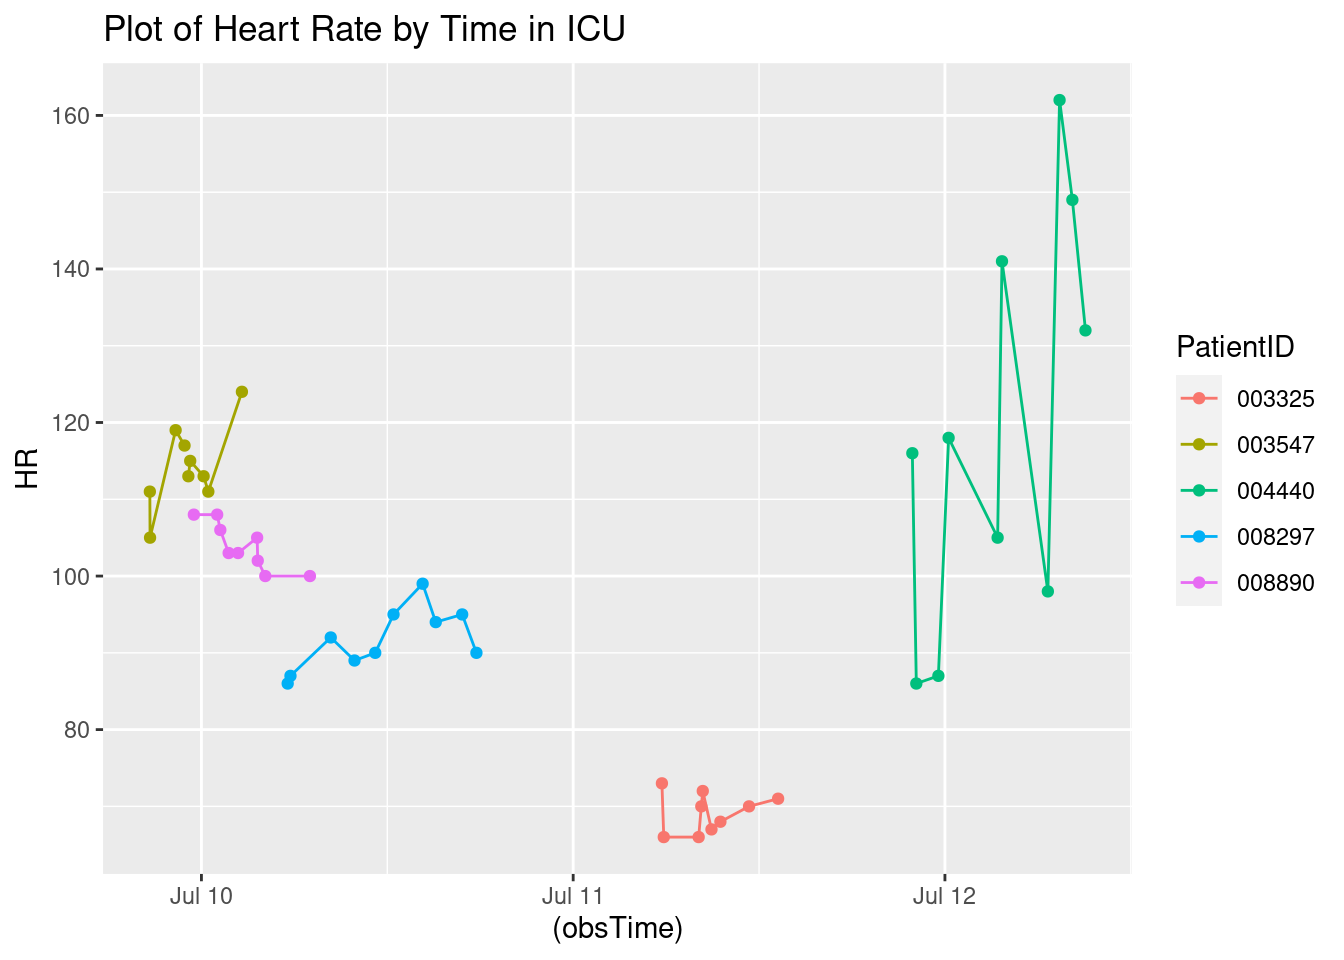 Plot of Heart Rate by Time in ICU
HR
160
140
120
100
80
Jul 10
Jul 11
Jul 12
(obsTime)
PatientID
003325
003547
004440
008297
008890